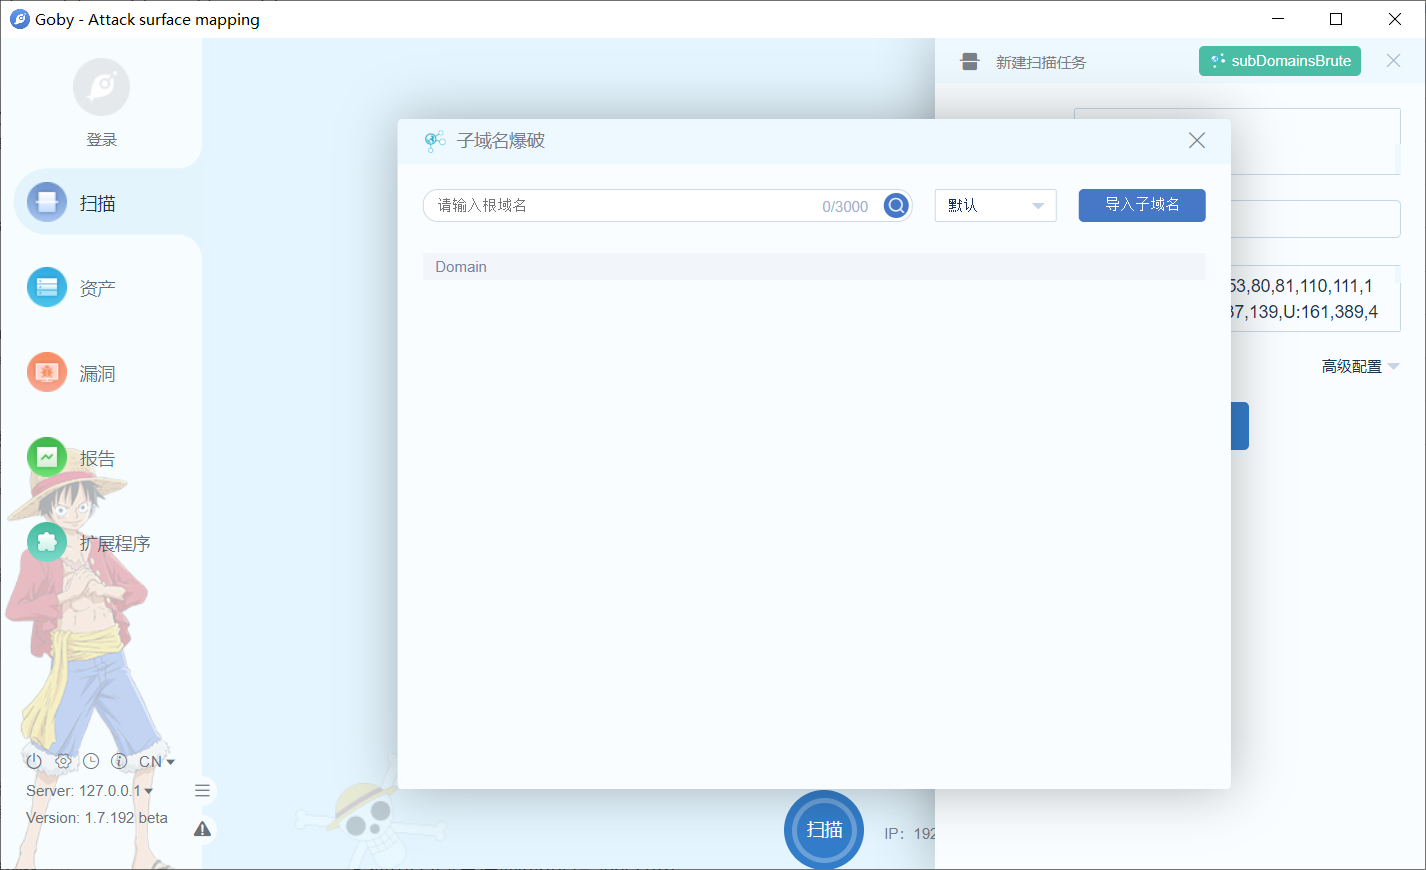 Goby - Attack surface mapping
登录
扫描
资产
漏洞
报告
扩展程序
CN
Server: 127.0.0.1
Version: 1.7.192 beta
新建扫描任务
subDomainsBrute
子域名爆破
请输入根域名
0/3000
默认
导入子域名
Domain
53,80,81,110,111,1
37,139,U:161,389,4
高级配置
扫描
IP: 192